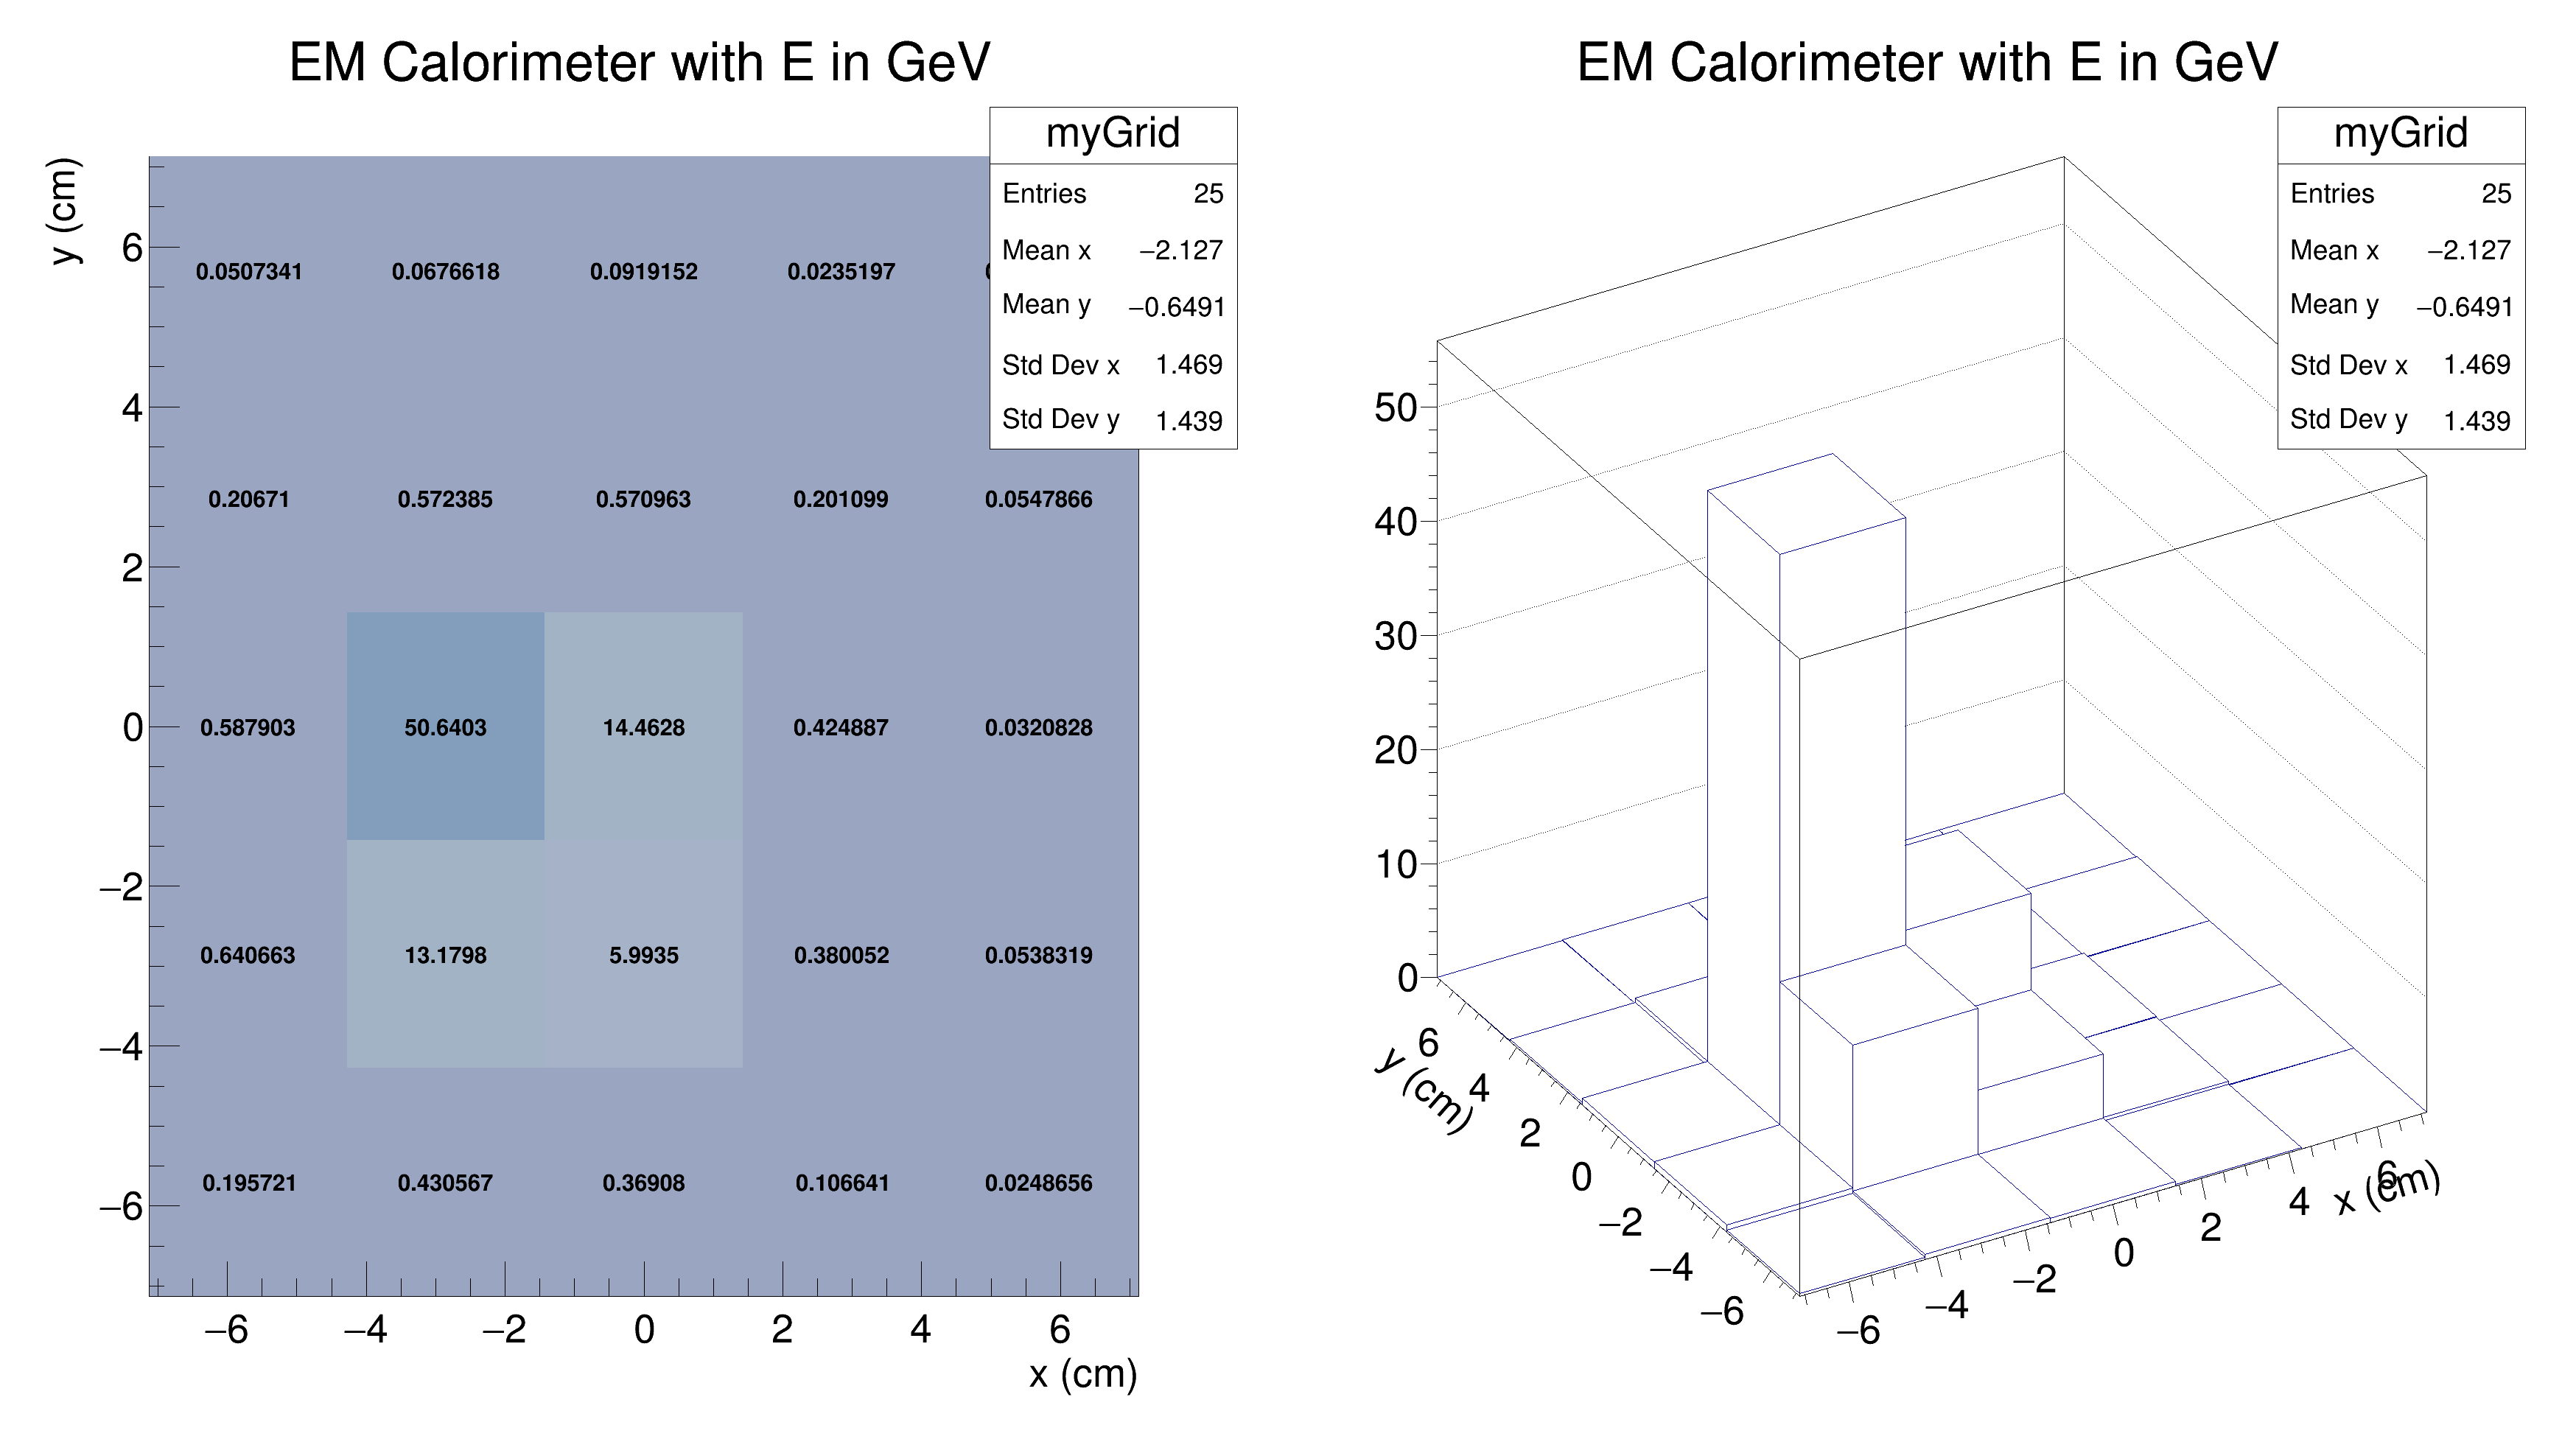 EM Calorimeter with E in GeV
myGrid
Entries 25
Mean x −2.127
Mean y −0.6491
Std Dev x 1.469
Std Dev y 1.439
y (cm)
6
4
2
0
−2
−4
−6
0.0507341 0.0676618 0.0919152 0.0235197
0.20671 0.572385 0.570963 0.201099 0.0547866
0.587903 50.6403 14.4628 0.424887 0.0320828
0.640663 13.1798 5.9935 0.380052 0.0538319
0.195721 0.430567 0.36908 0.106641 0.0248656
−6 −4 −2 0 2 4 6
x (cm)
EM Calorimeter with E in GeV
myGrid
Entries 25
Mean x −2.127
Mean y −0.6491
Std Dev x 1.469
Std Dev y 1.439
50
40
30
20
10
0
y (cm)
6
4
2
0
−2
−4
−6
−6
−4
−2
0
2
4
6
x (cm)